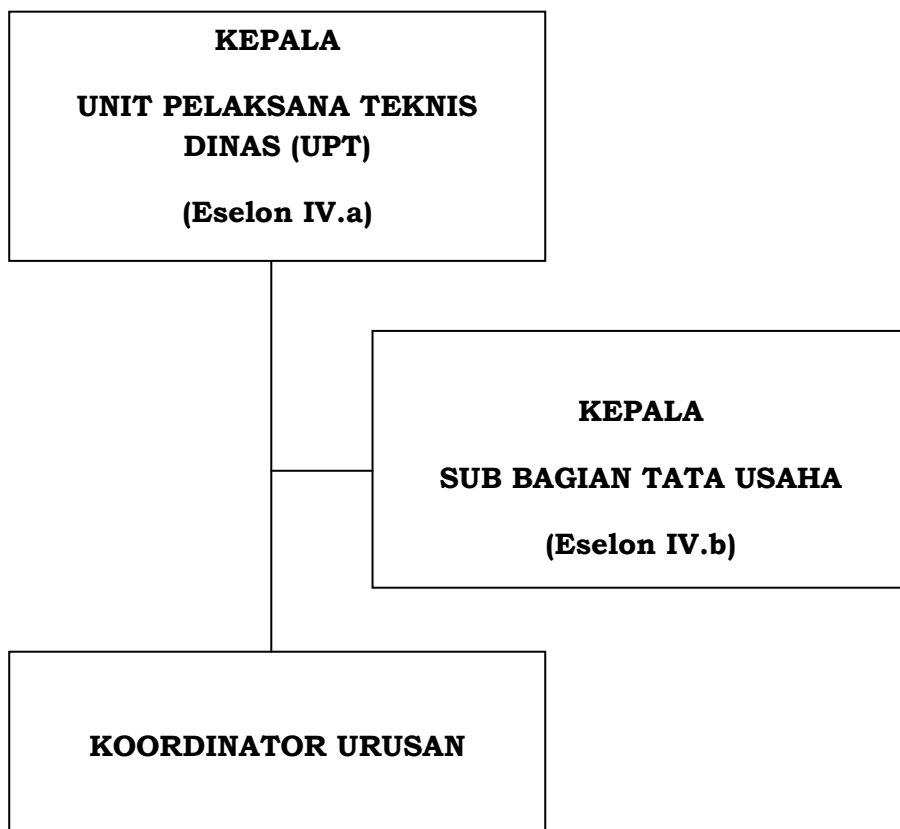 KEPALA
UNIT PELAKSANA TEKNIS
DINAS (UPT)
(Eselon IV.a)
KEPALA
SUB BAGIAN TATA USAHA
(Eselon IV.b)
KOORDINATOR URUSAN